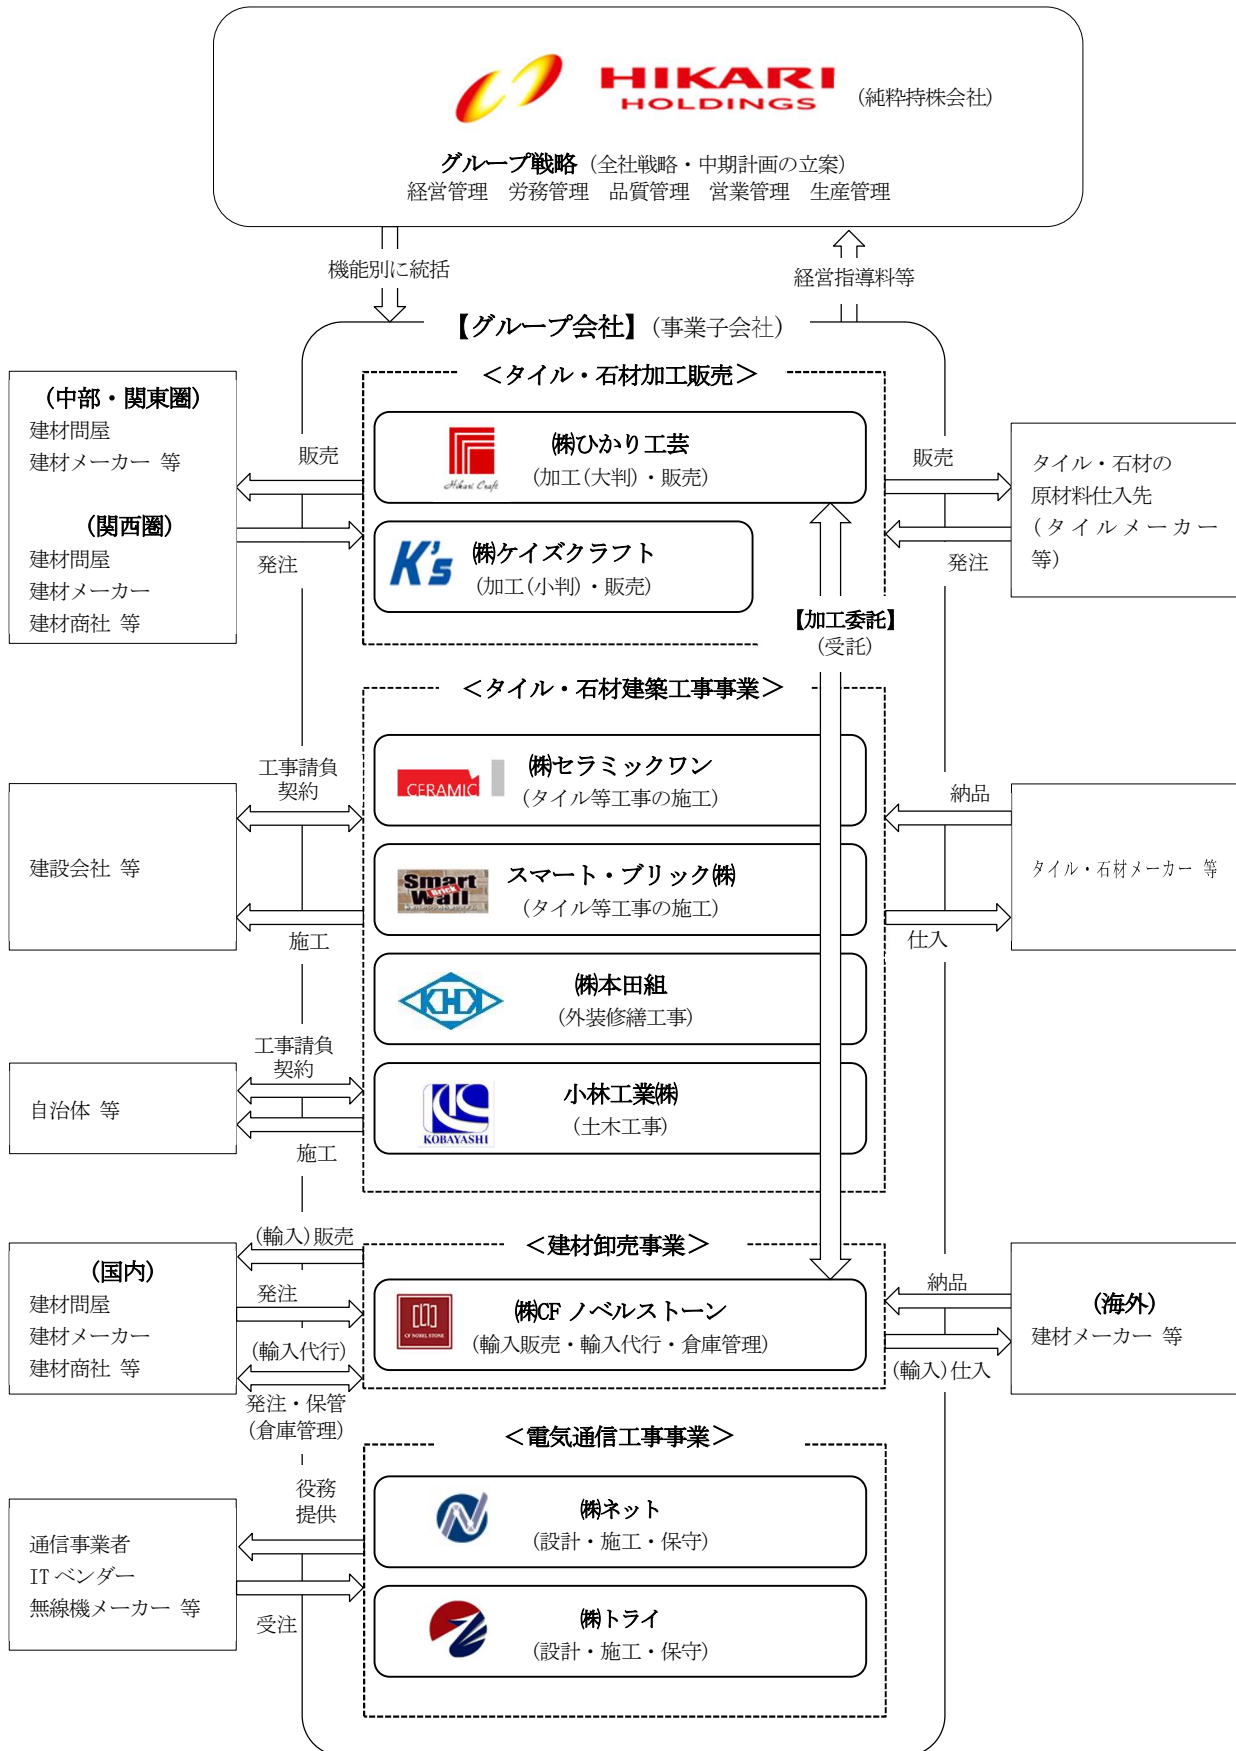 HIKARI
HOLDINGS
(純粋持株会社)
グループ戦略（全社戦略・中期計画の立案）
経営管理　労務管理　品質管理　営業管理　生産管理
機能別に統括
経営指導料等
【グループ会社】(事業子会社)
＜タイル・石材加工販売＞
(中部・関東圏)
建材問屋
建材メーカー 等
(関西圏)
建材問屋
建材メーカー
建材商社 等
販売
発注
Hikari Craft
㈱ひかり工芸
(加工(大判)・販売)
K's
㈱ケイズクラフト
(加工(小判)・販売)
販売
発注
タイル・石材の
原材料仕入先
(タイルメーカー
等)
【加工委託】
(受託)
＜タイル・石材建築工事事業＞
工事請負
契約
建設会社 等
施工
CERAMIC
㈱セラミックワン
(タイル等工事の施工)
Smart
Brick
Wall
スマート・ブリック㈱
(タイル等工事の施工)
納品
タイル・石材メーカー 等
仕入
㈱本田組
(外装修繕工事)
工事請負
契約
自治体 等
施工
KOBAYASHI
小林工業㈱
(土木工事)
＜建材卸売事業＞
(輸入)販売
(国内)
建材問屋
建材メーカー
建材商社 等
発注
(輸入代行)
発注・保管
(倉庫管理)
CF NOBEL STONE
㈱CF ノベルストーン
(輸入販売・輸入代行・倉庫管理)
納品
(輸入)仕入
(海外)
建材メーカー 等
＜電気通信工事事業＞
役務
提供
通信事業者
IT ベンダー
無線機メーカー 等
受注
㈱ネット
(設計・施工・保守)
㈱トライ
(設計・施工・保守)